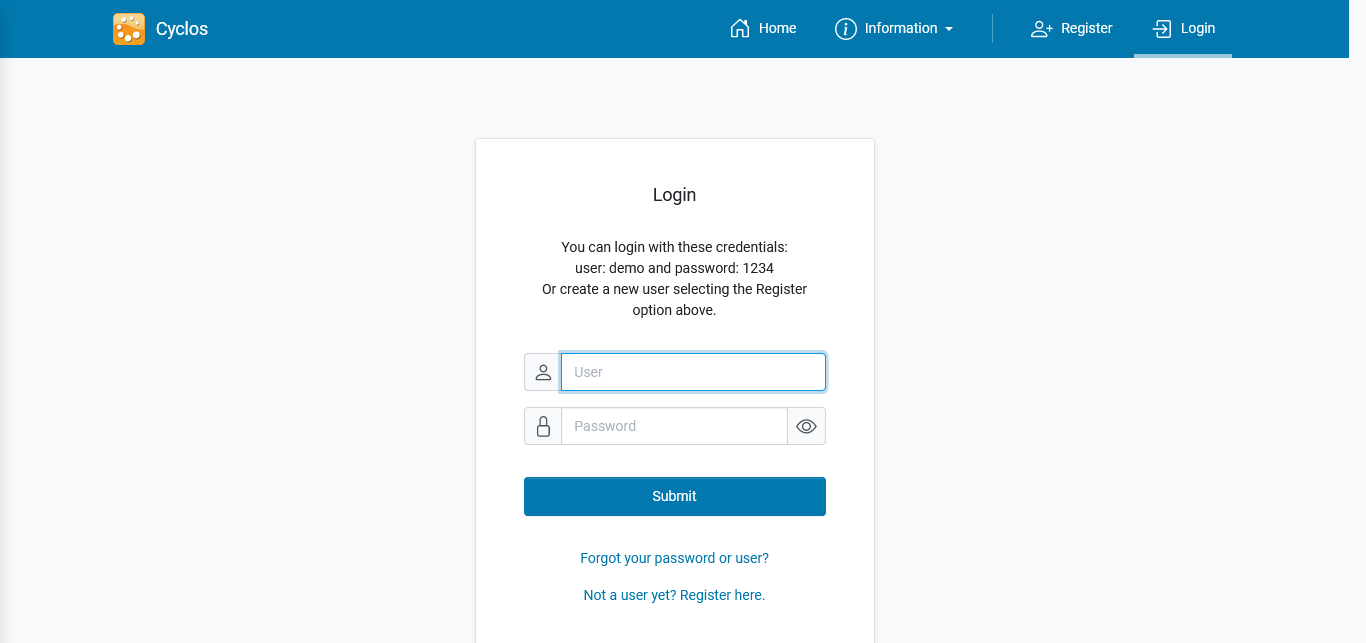 Cyclos
Home
Information
Register
Login
Login
You can login with these credentials:
user: demo and password: 1234
Or create a new user selecting the Register
option above.
User
Password
Submit
Forgot your password or user?
Not a user yet? Register here.